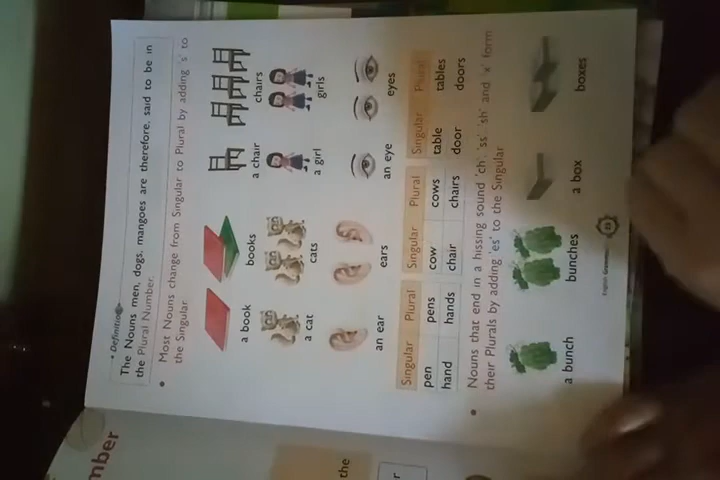 Definition
The Nouns men, dogs, mangoes are therefore, said to be in
the Plural Number.
• Most Nouns change from Singular to Plural by adding 's' to
the Singular
a book books a chair chairs
a cat cats a girl girls
an ear ears an eye eyes
Singular Plural Singular Plural Singular Plural
pen pens cow cows table tables
hand hands chair chairs door doors
• Nouns that end in a hissing sound 'ch', 'ss' 'sh' and 'x' form
their Plurals by adding 'es' to the Singular
a bunch bunches a box boxes
English Grammar
mber
the
r